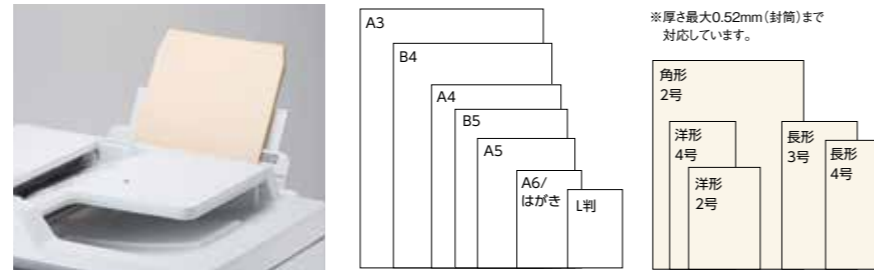 A3
B4
A4
B5
A5
A6/
はがき
L判
※厚さ最大0.52mm（封筒）まで
対応しています。
角形
2号
洋形
4号
洋形
2号
長形
3号
長形
4号